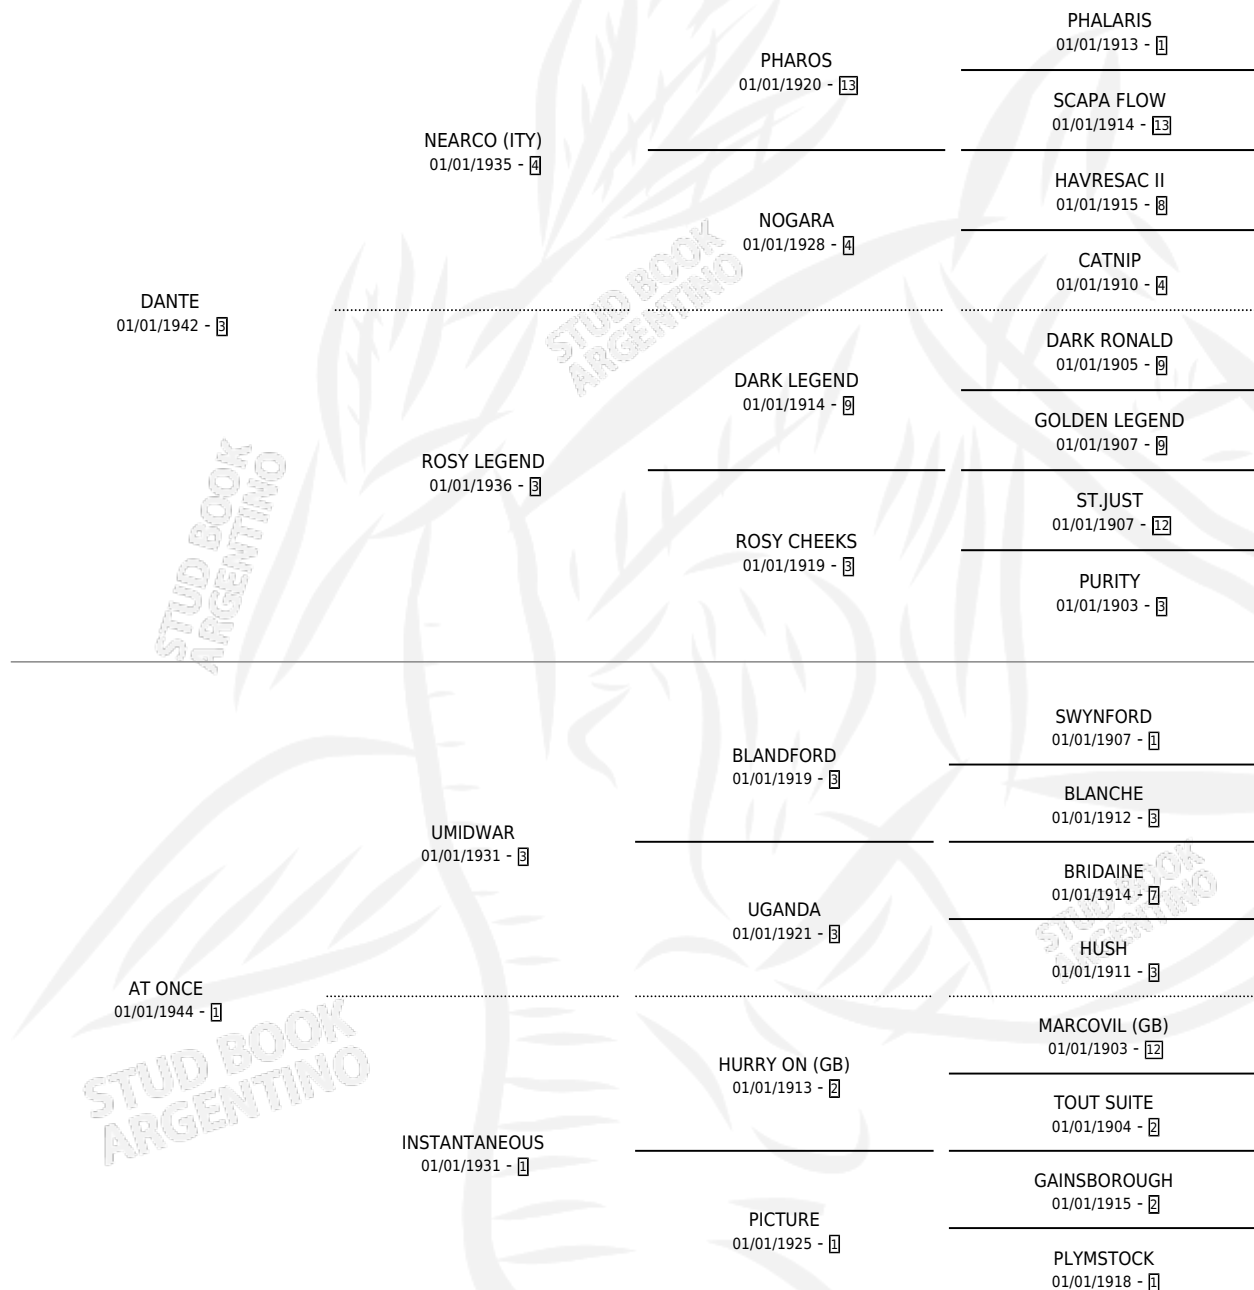 PHALARIS
01/01/1913 - 1
PHAROS
01/01/1920 - 13
SCAPA FLOW
01/01/1914 - 13
NEARCO (ITY)
01/01/1935 - 4
HAVRESAC II
01/01/1915 - 8
NOGARA
01/01/1928 - 4
CATNIP
01/01/1910 - 4
DANTE
01/01/1942 - 3
DARK RONALD
01/01/1905 - 9
DARK LEGEND
01/01/1914 - 9
GOLDEN LEGEND
01/01/1907 - 9
ROSY LEGEND
01/01/1936 - 3
ST.JUST
01/01/1907 - 12
ROSY CHEEKS
01/01/1919 - 3
PURITY
01/01/1903 - 3
SWYNFORD
01/01/1907 - 1
BLANDFORD
01/01/1919 - 3
BLANCHE
01/01/1912 - 3
UMIDWAR
01/01/1931 - 3
BRIDAINE
01/01/1914 - 7
UGANDA
01/01/1921 - 3
HUSH
01/01/1911 - 3
AT ONCE
01/01/1944 - 1
MARCOVIL (GB)
01/01/1903 - 12
HURRY ON (GB)
01/01/1913 - 2
TOUT SUITE
01/01/1904 - 2
INSTANTANEOUS
01/01/1931 - 1
GAINSBOROUGH
01/01/1915 - 2
PICTURE
01/01/1925 - 1
PLYMSTOCK
01/01/1918 - 1
STUD BOOK
ARGENTINO
STUD BOOK
ARGENTINO
STUD BOOK
ARGENTINO
STUD BOOK
ARGENTINO